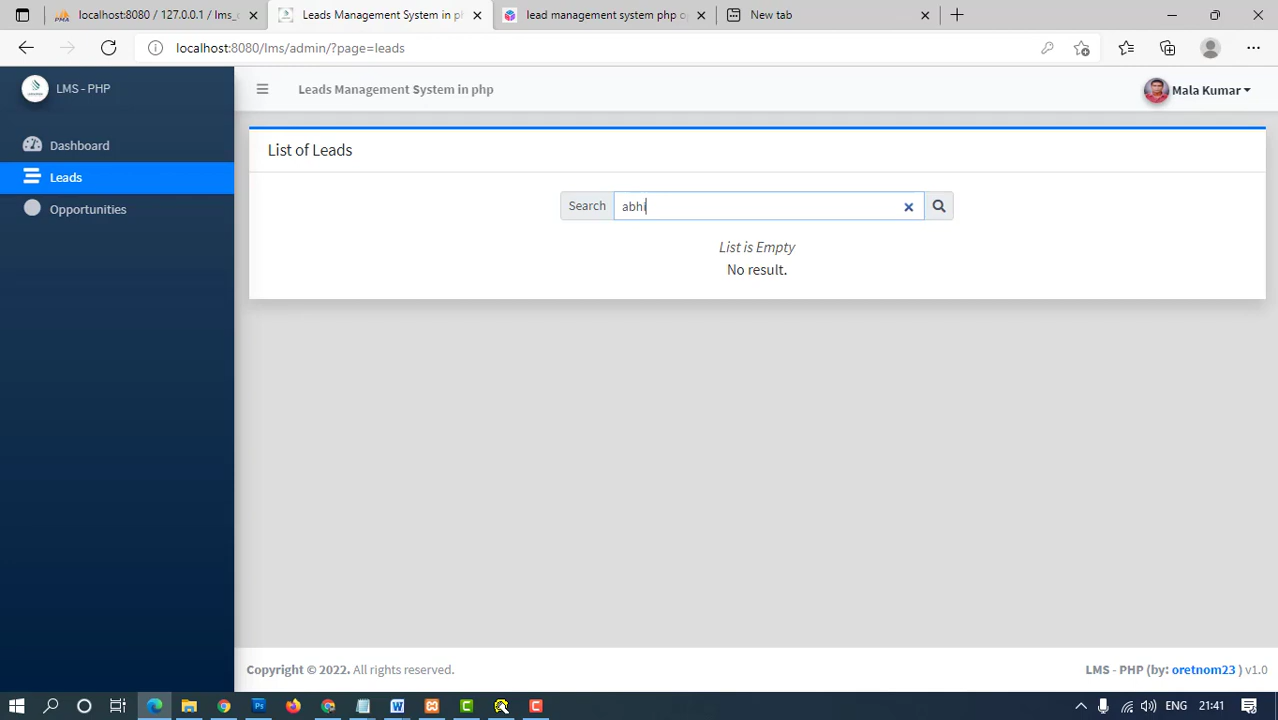 localhost:8080 / 127.0.0.1 / lms_
Leads Management System in p
lead management system php o
New tab
localhost:8080/lms/admin/?page=leads
LMS - PHP
Leads Management System in php
Mala Kumar
Dashboard
Leads
Opportunities
List of Leads
Search
abhi
List is Empty
No result.
Copyright © 2022. All rights reserved.
LMS - PHP (by: oretnom23 ) v1.0
ENG
21:41